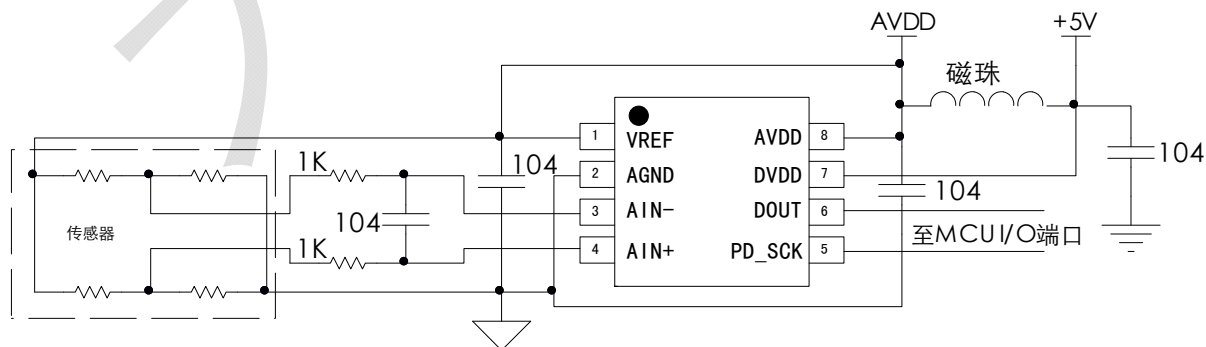 AVDD
+5V
磁珠
1 VREF AVDD 8
104
1K
104
2 AGND DVDD 7
104
3 AIN- DOUT 6
104
传感器
至MCUI/O端口
1K
4 AIN+ PD_SCK 5